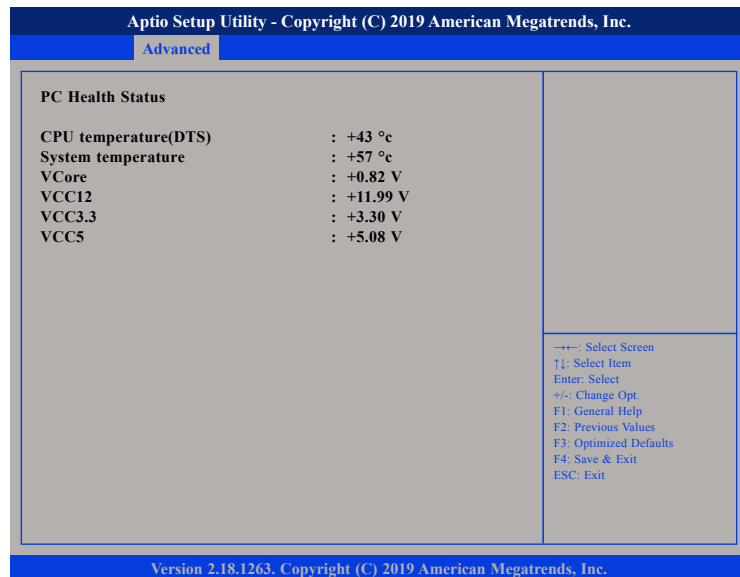 Aptio Setup Utility - Copyright (C) 2019 American Megatrends, Inc.
Advanced
PC Health Status
CPU temperature(DTS) : +43 °c
System temperature : +57 °c
VCore : +0.82 V
VCC12 : +11.99 V
VCC3.3 : +3.30 V
VCC5 : +5.08 V
→←: Select Screen
↑↓: Select Item
Enter: Select
+/-: Change Opt.
F1: General Help
F2: Previous Values
F3: Optimized Defaults
F4: Save & Exit
ESC: Exit
Version 2.18.1263. Copyright (C) 2019 American Megatrends, Inc.